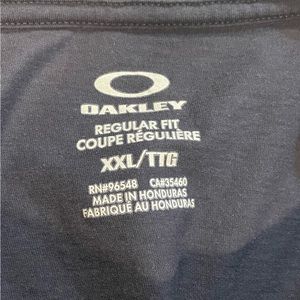 OAKLEY
REGULAR FIT
COUPE RÉGULIÈRE
XXL/TTG
RN#96548 CA#35460
MADE IN HONDURAS
FABRIQUÉ AU HONDURAS